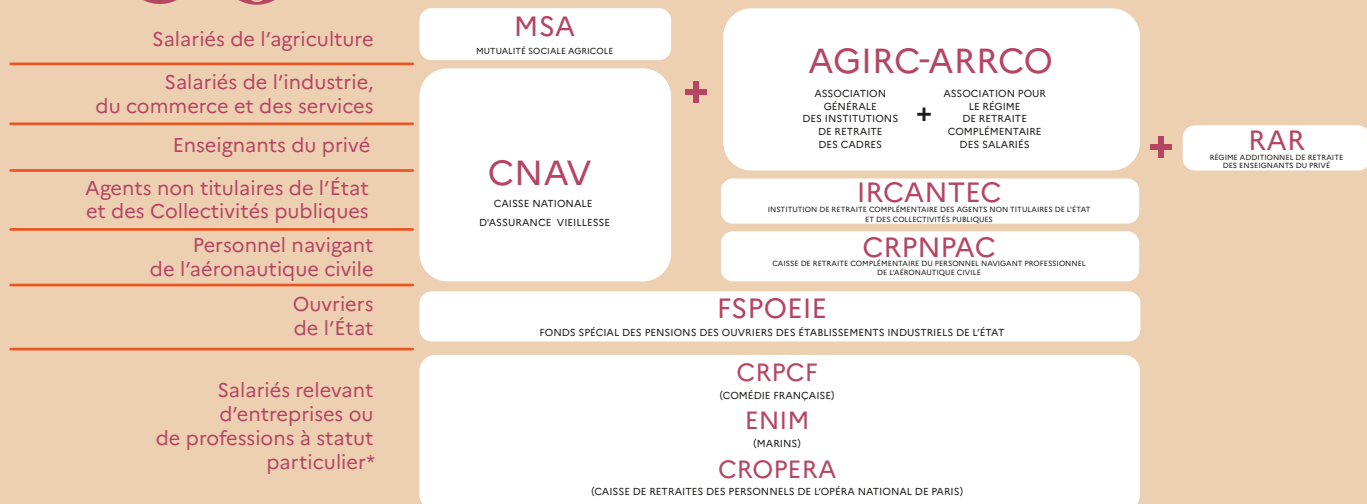 Salariés de l’agriculture
MSA
MUTUALITÉ SOCIALE AGRICOLE
Salariés de l’industrie,
du commerce et des services
Enseignants du privé
Agents non titulaires de l’État
et des Collectivités publiques
Personnel navigant
de l’aéronautique civile
CNAV
CAISSE NATIONALE
D'ASSURANCE VIEILLESSE
+
AGIRC-ARRCO
ASSOCIATION
GÉNÉRALE
DES INSTITUTIONS
DE RETRAITE
DES CADRES
+
ASSOCIATION POUR
LE RÉGIME
DE RETRAITE
COMPLÉMENTAIRE
DES SALARIÉS
+
RAR
RÉGIME ADDITIONNEL DE RETRAITE
DES ENSEIGNANTS DU PRIVÉ
IRCANTEC
INSTITUTION DE RETRAITE COMPLÉMENTAIRE DES AGENTS NON TITULAIRES DE L'ÉTAT
ET DES COLLECTIVITÉS PUBLIQUES
CRPNPAC
CAISSE DE RETRAITE COMPLÉMENTAIRE DU PERSONNEL NAVIGANT PROFESSIONNEL
DE L'AÉRONAUTIQUE CIVILE
Ouvriers
de l’État
FSPOEIE
FONDS SPÉCIAL DES PENSIONS DES OUVRIERS DES ÉTABLISSEMENTS INDUSTRIELS DE L’ÉTAT
Salariés relevant
d’entreprises ou
de professions à statut
particulier*
CRPCF
(COMÉDIE FRANÇAISE)
ENIM
(MARINS)
CROPERA
(CAISSE DE RETRAITES DES PERSONNELS DE L’OPÉRA NATIONAL DE PARIS)